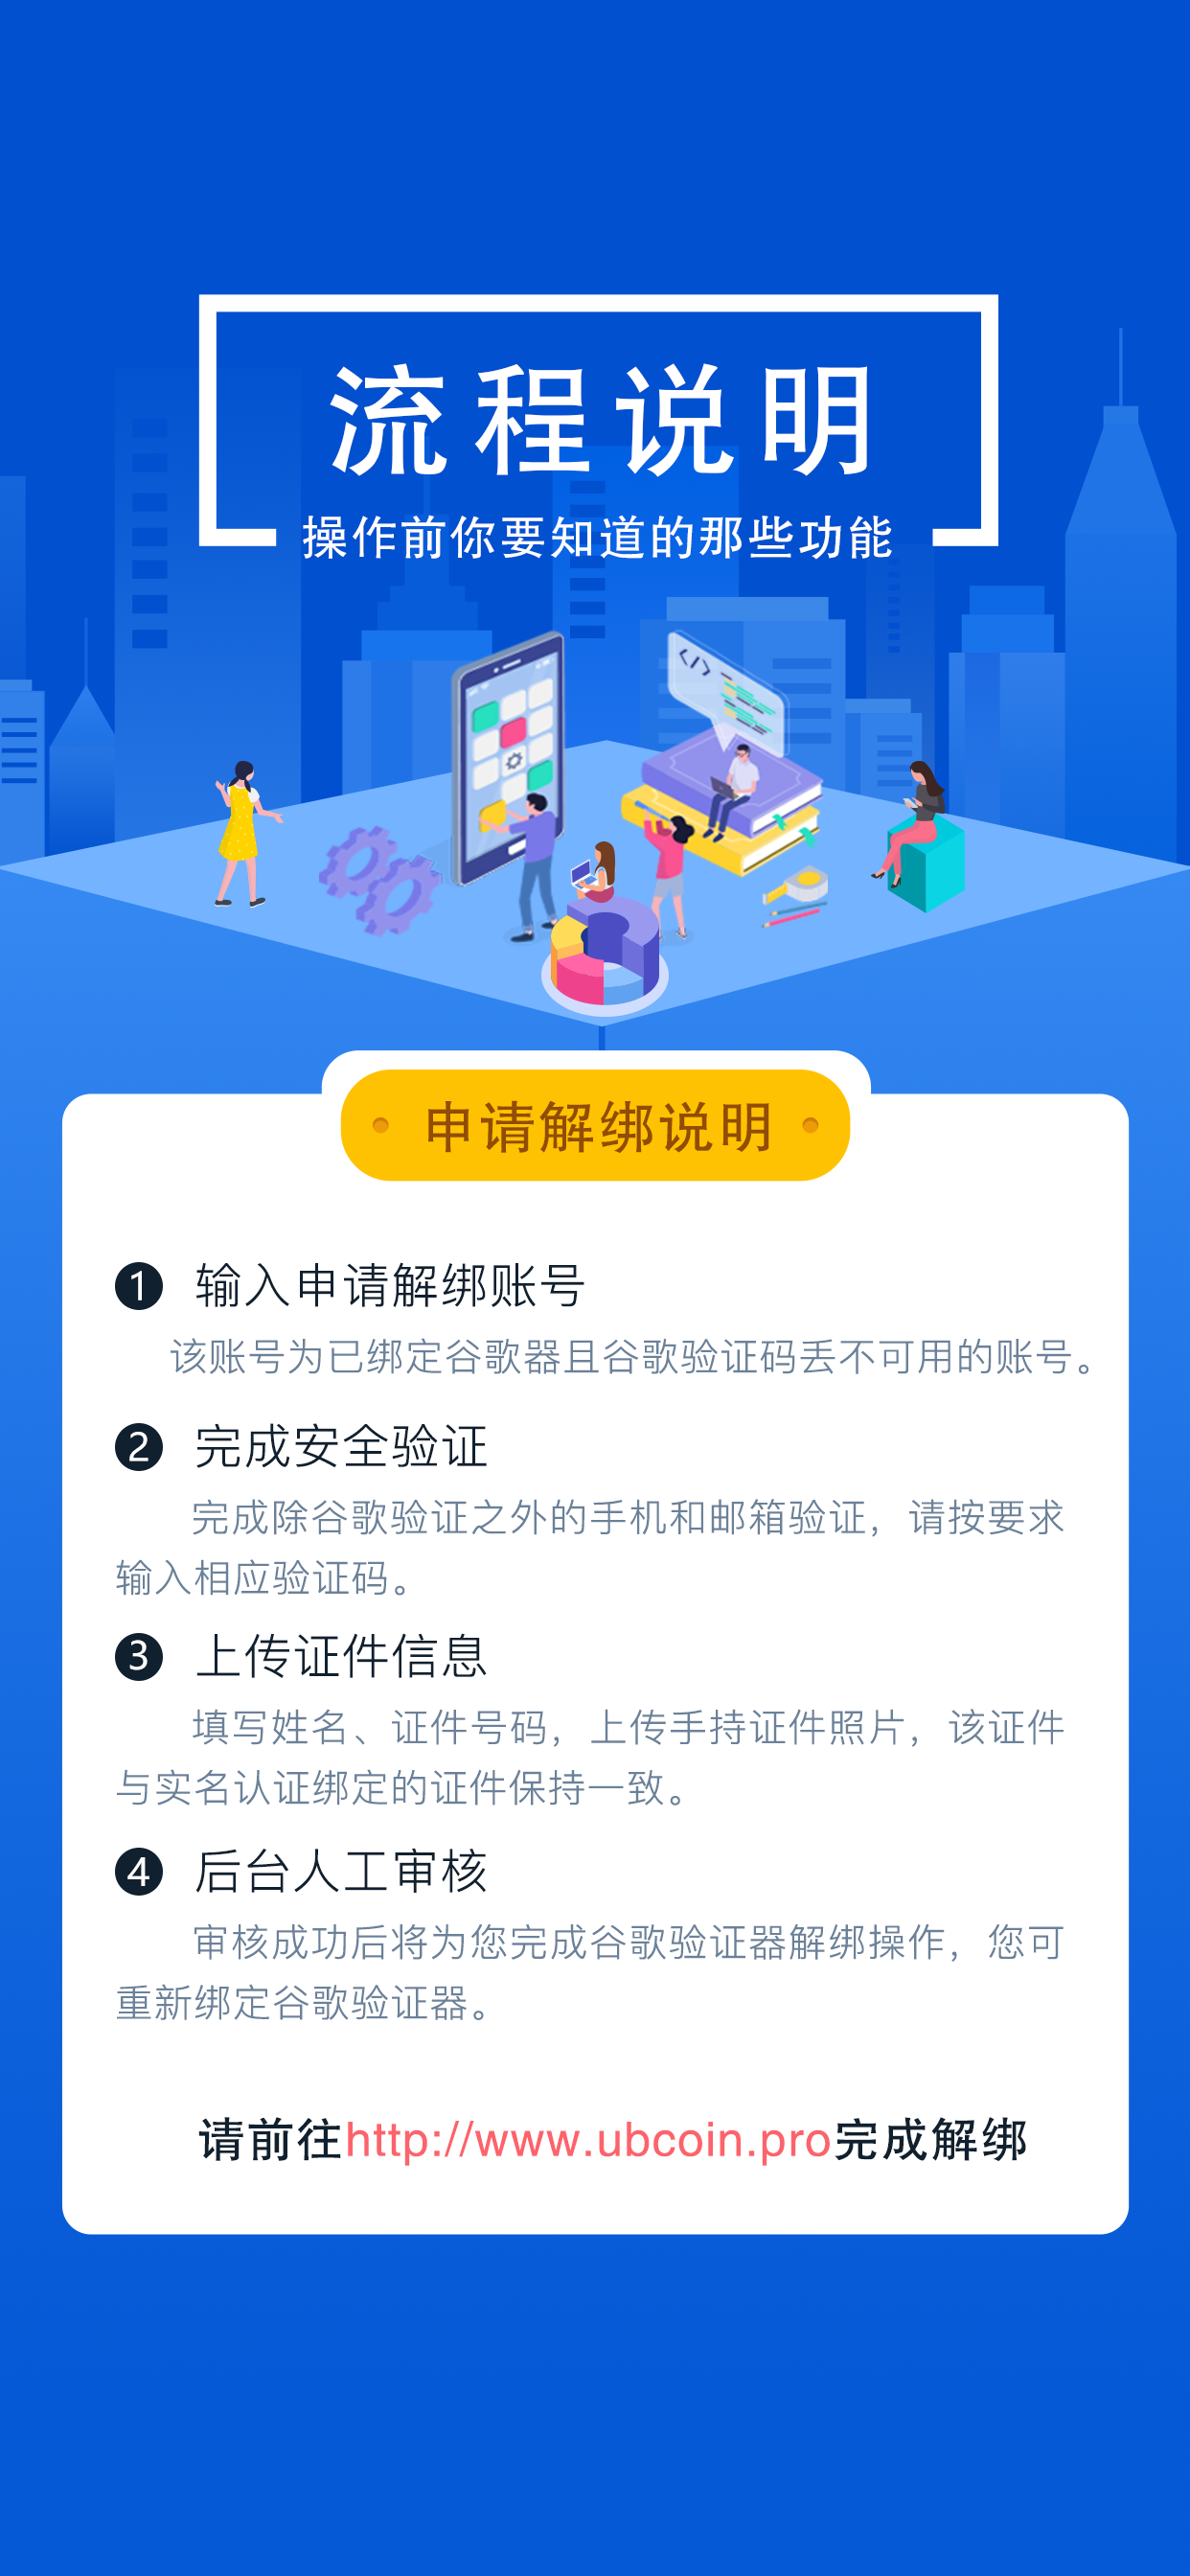 流程说明
操作前你要知道的那些功能
</>
申请解绑说明
1 输入申请解绑账号
该账号为已绑定谷歌器且谷歌验证码丢不可用的账号。
2 完成安全验证
完成除谷歌验证之外的手机和邮箱验证，请按要求
输入相应验证码。
3 上传证件信息
填写姓名、证件号码，上传手持证件照片，该证件
与实名认证绑定的证件保持一致。
4 后台人工审核
审核成功后将为您完成谷歌验证器解绑操作，您可
重新绑定谷歌验证器。
请前往http://www.ubcoin.pro完成解绑